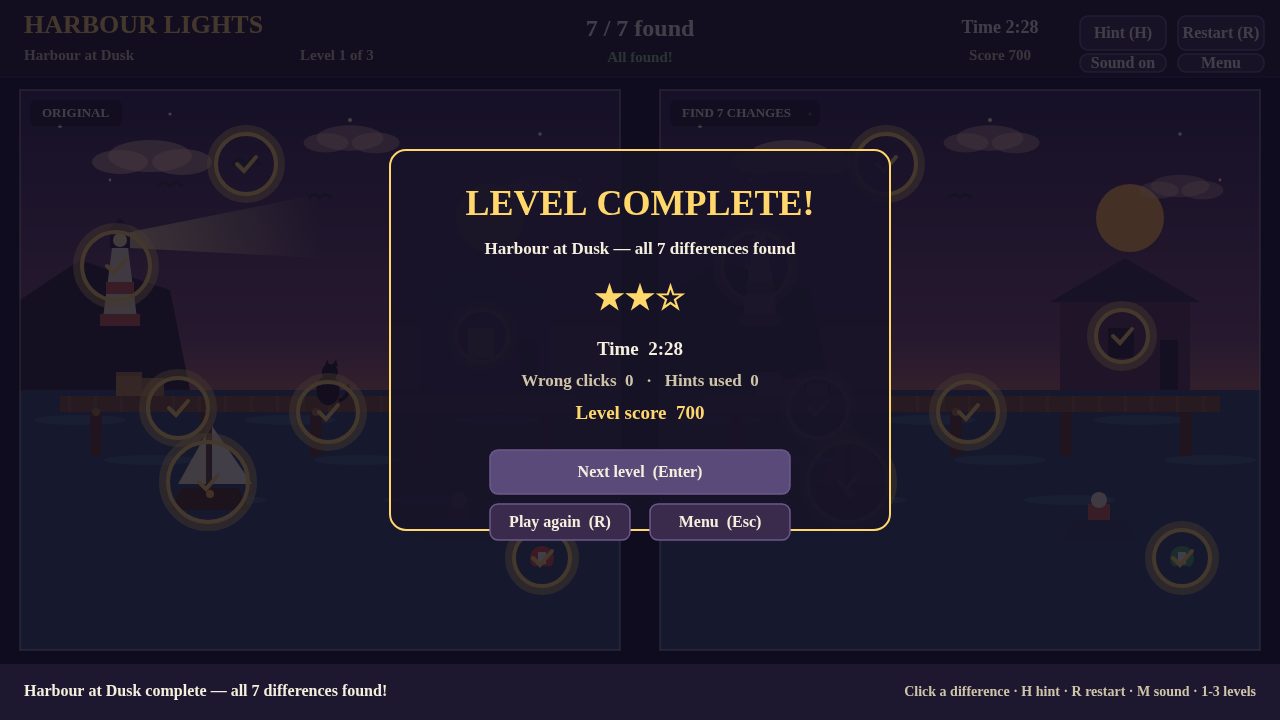 HARBOUR LIGHTS
7 / 7 found
Time 2:28
Hint (H)
Restart (R)
Harbour at Dusk
Level 1 of 3
All found!
Score 700
Sound on
Menu
ORIGINAL
FIND 7 CHANGES
LEVEL COMPLETE!
Harbour at Dusk — all 7 differences found
★★☆
Time 2:28
Wrong clicks 0 · Hints used 0
Level score 700
Next level (Enter)
Play again (R)
Menu (Esc)
Harbour at Dusk complete — all 7 differences found!
Click a difference · H hint · R restart · M sound · 1-3 levels